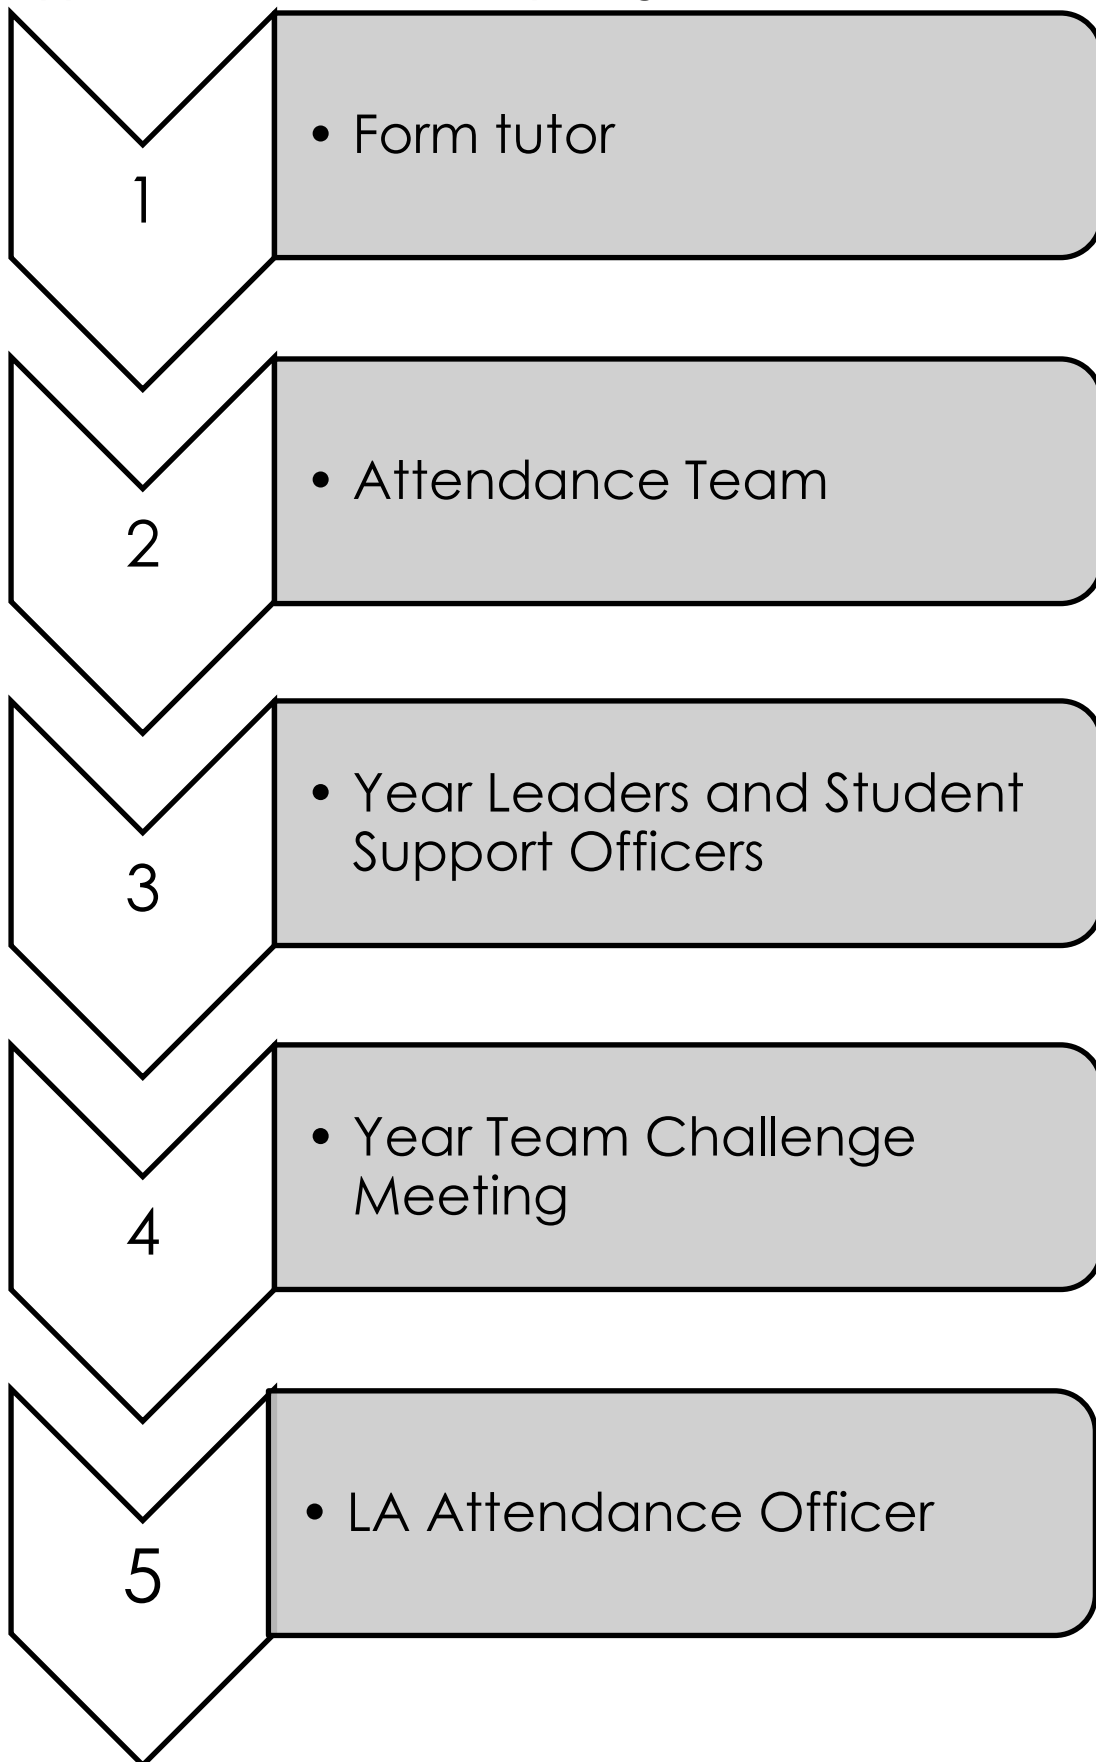 1
• Form tutor
2
• Attendance Team
3
• Year Leaders and Student
Support Officers
4
• Year Team Challenge
Meeting
5
• LA Attendance Officer